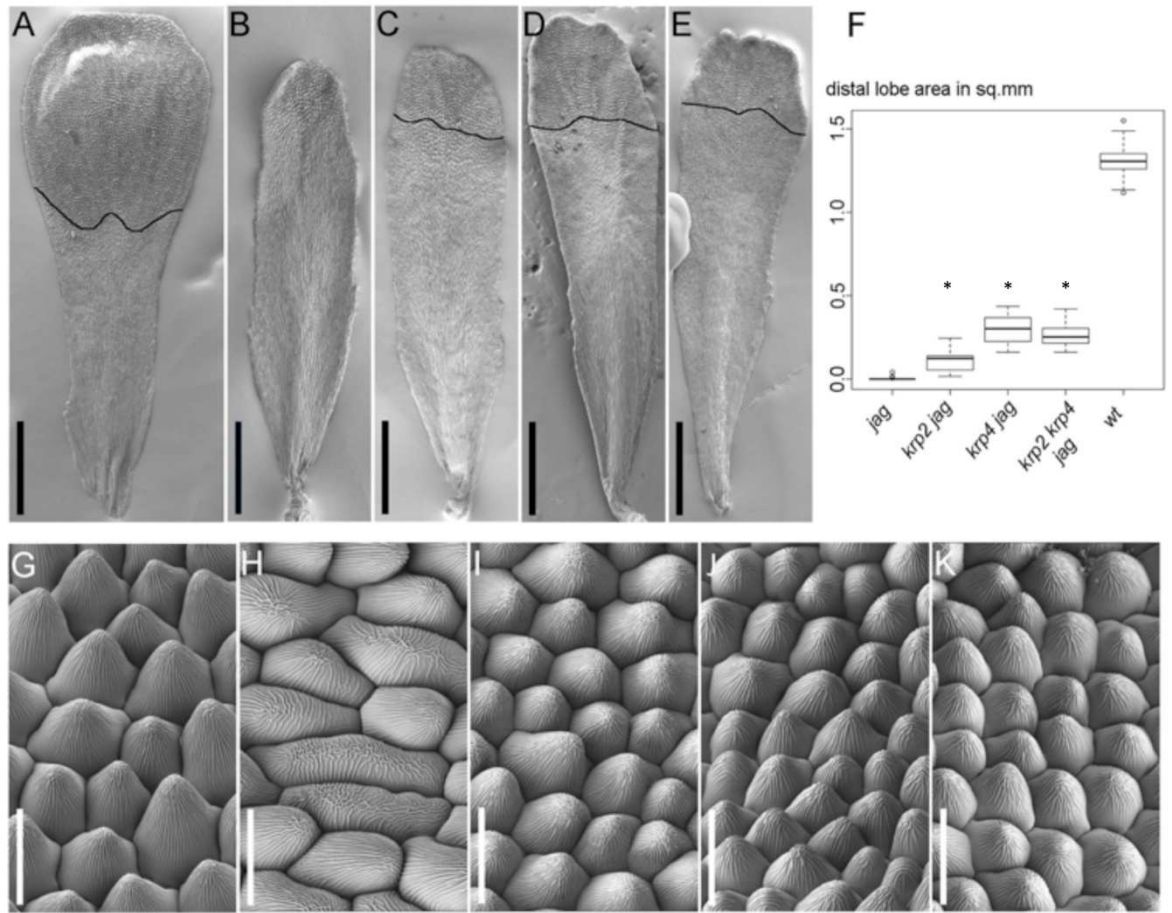 A B C D E F
distal lobe area in sq.mm
1.5
1.0
0.5
0.0
* * *
jag krp2 jag krp4 jag krp2 krp4 wt
jag
G H I J K